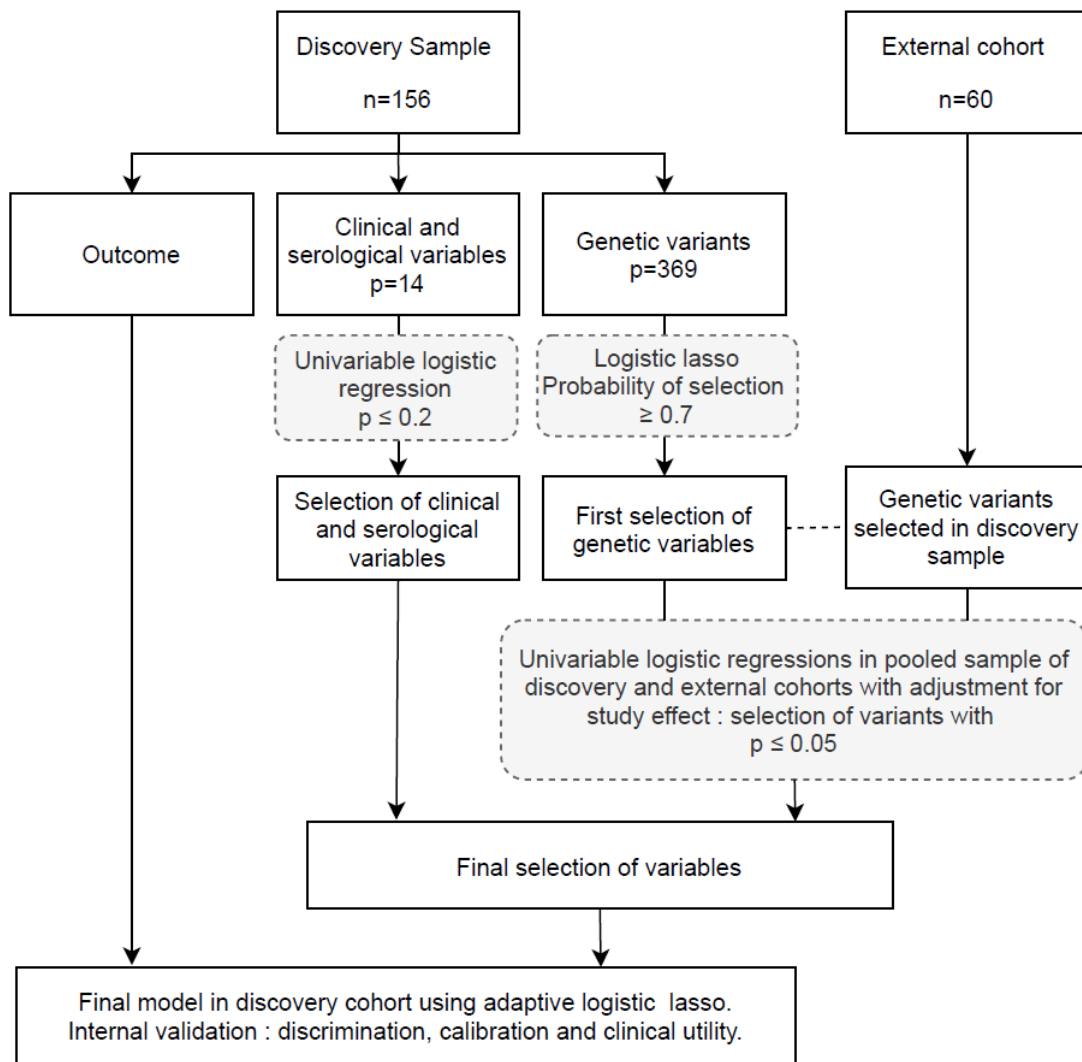 Discovery Sample
n=156
External cohort
n=60
Outcome
Clinical and
serological variables
p=14
Genetic variants
p=369
Univariable logistic
regression
p ≤ 0.2
Logistic lasso
Probability of selection
≥ 0.7
Selection of clinical
and serological
variables
First selection of
genetic variables
Genetic variants
selected in discovery
sample
Univariable logistic regressions in pooled sample of
discovery and external cohorts with adjustment for
study effect : selection of variants with
p ≤ 0.05
Final selection of variables
Final model in discovery cohort using adaptive logistic lasso.
Internal validation : discrimination, calibration and clinical utility.